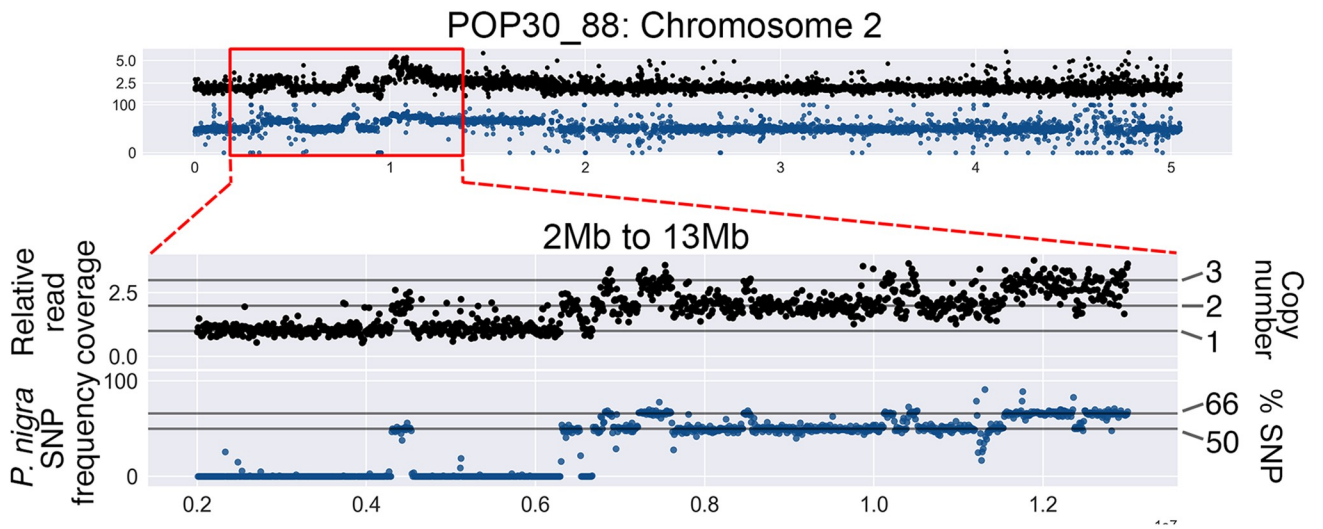 POP30_88: Chromosome 2
5.0
2.5
100
0
0 1 2 3 4 5
2Mb to 13Mb
Relative
read
coverage
2.5
0.0
3
2
1
Copy
number
P. nigra
SNP
frequency
100
0
66
50
% SNP
0.2 0.4 0.6 0.8 1.0 1.2